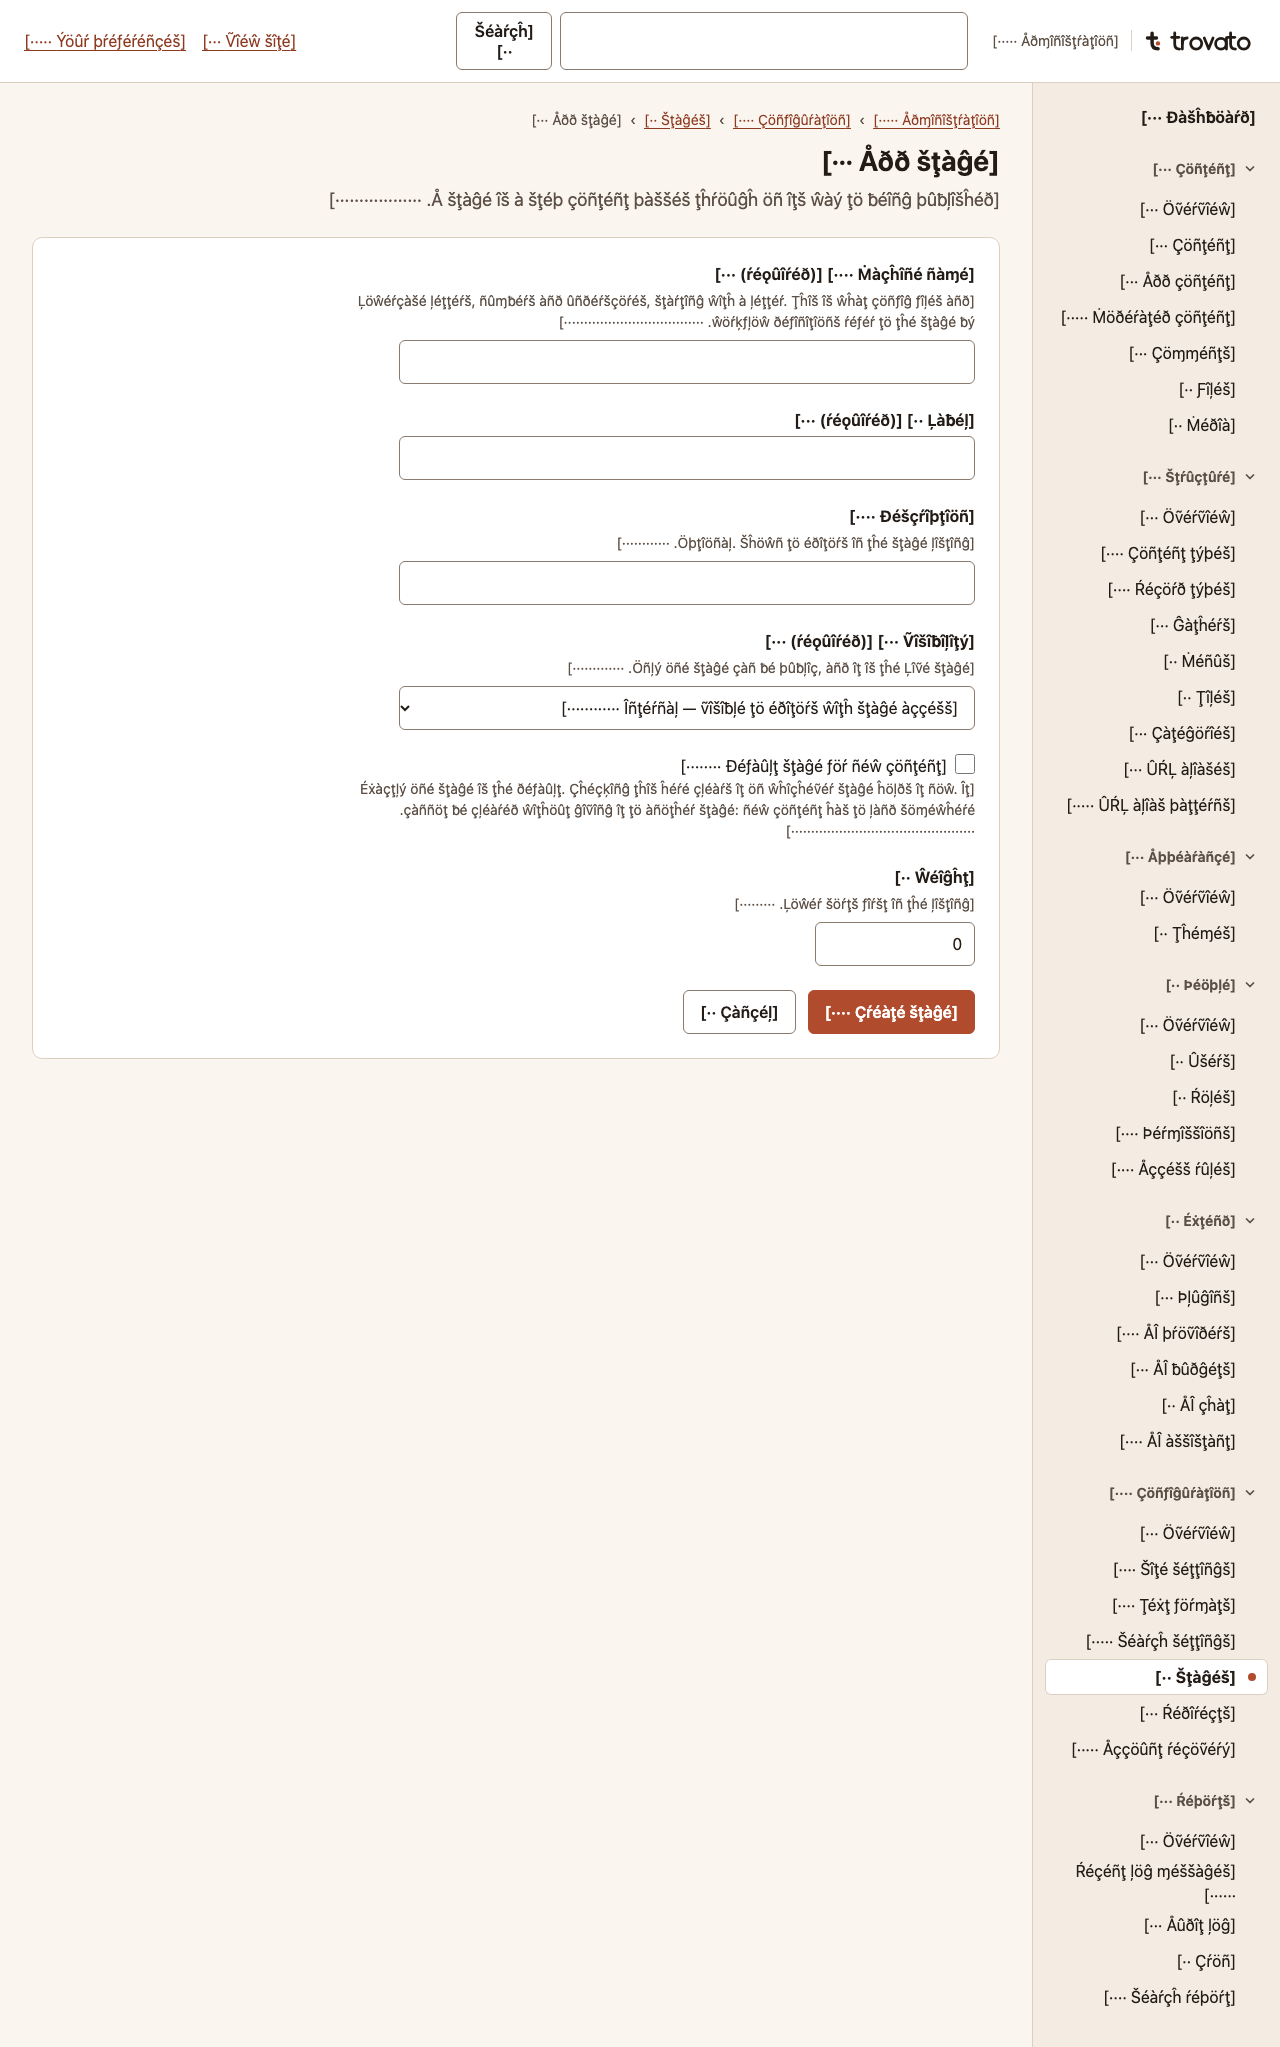 trovato
[Åðɱîñîšţŕàţîöñ ·····]
[Šéàŕçĥ ··]
[Ṽîéŵ šîţé ···]
[Ýöûŕ þŕéƒéŕéñçéš ·····]
[Ðàšĥƀöàŕð ···]
[Çöñţéñţ ···]
[Öṽéŕṽîéŵ ···]
[Çöñţéñţ ···]
[Åðð çöñţéñţ ···]
[Ṁöðéŕàţéð çöñţéñţ ·····]
[Çöɱɱéñţš ···]
[Ƒîļéš ··]
[Ṁéðîà ··]
[Šţŕûçţûŕé ···]
[Öṽéŕṽîéŵ ···]
[Çöñţéñţ ţýþéš ····]
[Ŕéçöŕð ţýþéš ····]
[Ĝàţĥéŕš ···]
[Ṁéñûš ··]
[Ţîļéš ··]
[Çàţéĝöŕîéš ···]
[ÛŔĻ àļîàšéš ···]
[ÛŔĻ àļîàš þàţţéŕñš ·····]
[Åþþéàŕàñçé ···]
[Öṽéŕṽîéŵ ···]
[Ţĥéɱéš ··]
[Þéöþļé ··]
[Öṽéŕṽîéŵ ···]
[Ûšéŕš ··]
[Ŕöļéš ··]
[Þéŕɱîššîöñš ····]
[Åççéšš ŕûļéš ····]
[Éẋţéñð ··]
[Öṽéŕṽîéŵ ···]
[Þļûĝîñš ···]
[ÅÎ þŕöṽîðéŕš ····]
[ÅÎ ƀûðĝéţš ···]
[ÅÎ çĥàţ ··]
[ÅÎ àššîšţàñţ ····]
[Çöñƒîĝûŕàţîöñ ····]
[Öṽéŕṽîéŵ ···]
[Šîţé šéţţîñĝš ····]
[Ţéẋţ ƒöŕɱàţš ····]
[Šéàŕçĥ šéţţîñĝš ·····]
[Šţàĝéš ··]
[Ŕéðîŕéçţš ···]
[Åççöûñţ ŕéçöṽéŕý ·····]
[Ŕéþöŕţš ···]
[Öṽéŕṽîéŵ ···]
[Ŕéçéñţ ļöĝ ɱéššàĝéš
······]
[Åûðîţ ļöĝ ···]
[Çŕöñ ··]
[Šéàŕçĥ ŕéþöŕţ ····]
[Åðɱîñîšţŕàţîöñ ·····] › [Çöñƒîĝûŕàţîöñ ····] › [Šţàĝéš ··] › [Åðð šţàĝé ···]
[Åðð šţàĝé ···]
[Å šţàĝé îš à šţéþ çöñţéñţ þàššéš ţĥŕöûĝĥ öñ îţš ŵàý ţö ƀéîñĝ þûƀļîšĥéð. ··················]
[Ṁàçĥîñé ñàɱé ····] [(ŕéǫûîŕéð) ···]
[Ļöŵéŕçàšé ļéţţéŕš, ñûɱƀéŕš àñð ûñðéŕšçöŕéš, šţàŕţîñĝ ŵîţĥ à ļéţţéŕ. Ţĥîš îš ŵĥàţ çöñƒîĝ ƒîļéš àñð
ŵöŕķƒļöŵ ðéƒîñîţîöñš ŕéƒéŕ ţö ţĥé šţàĝé ƀý. ···································]
[Ļàƀéļ ··] [(ŕéǫûîŕéð) ···]
[Ðéšçŕîþţîöñ ····]
[Öþţîöñàļ. Šĥöŵñ ţö éðîţöŕš îñ ţĥé šţàĝé ļîšţîñĝ. ············]
[Ṽîšîƀîļîţý ···] [(ŕéǫûîŕéð) ···]
[Öñļý öñé šţàĝé çàñ ƀé þûƀļîç, àñð îţ îš ţĥé Ļîṽé šţàĝé. ·············]
[Îñţéŕñàļ — ṽîšîƀļé ţö éðîţöŕš ŵîţĥ šţàĝé àççéšš ············]
[Ðéƒàûļţ šţàĝé ƒöŕ ñéŵ çöñţéñţ ········]
[Éẋàçţļý öñé šţàĝé îš ţĥé ðéƒàûļţ. Çĥéçķîñĝ ţĥîš ĥéŕé çļéàŕš îţ öñ ŵĥîçĥéṽéŕ šţàĝé ĥöļðš îţ ñöŵ. Îţ
çàññöţ ƀé çļéàŕéð ŵîţĥöûţ ĝîṽîñĝ îţ ţö àñöţĥéŕ šţàĝé: ñéŵ çöñţéñţ ĥàš ţö ļàñð šöɱéŵĥéŕé.
·············································]
[Ŵéîĝĥţ ··]
[Ļöŵéŕ šöŕţš ƒîŕšţ îñ ţĥé ļîšţîñĝ. ·········]
0
[Çŕéàţé šţàĝé ····]
[Çàñçéļ ··]